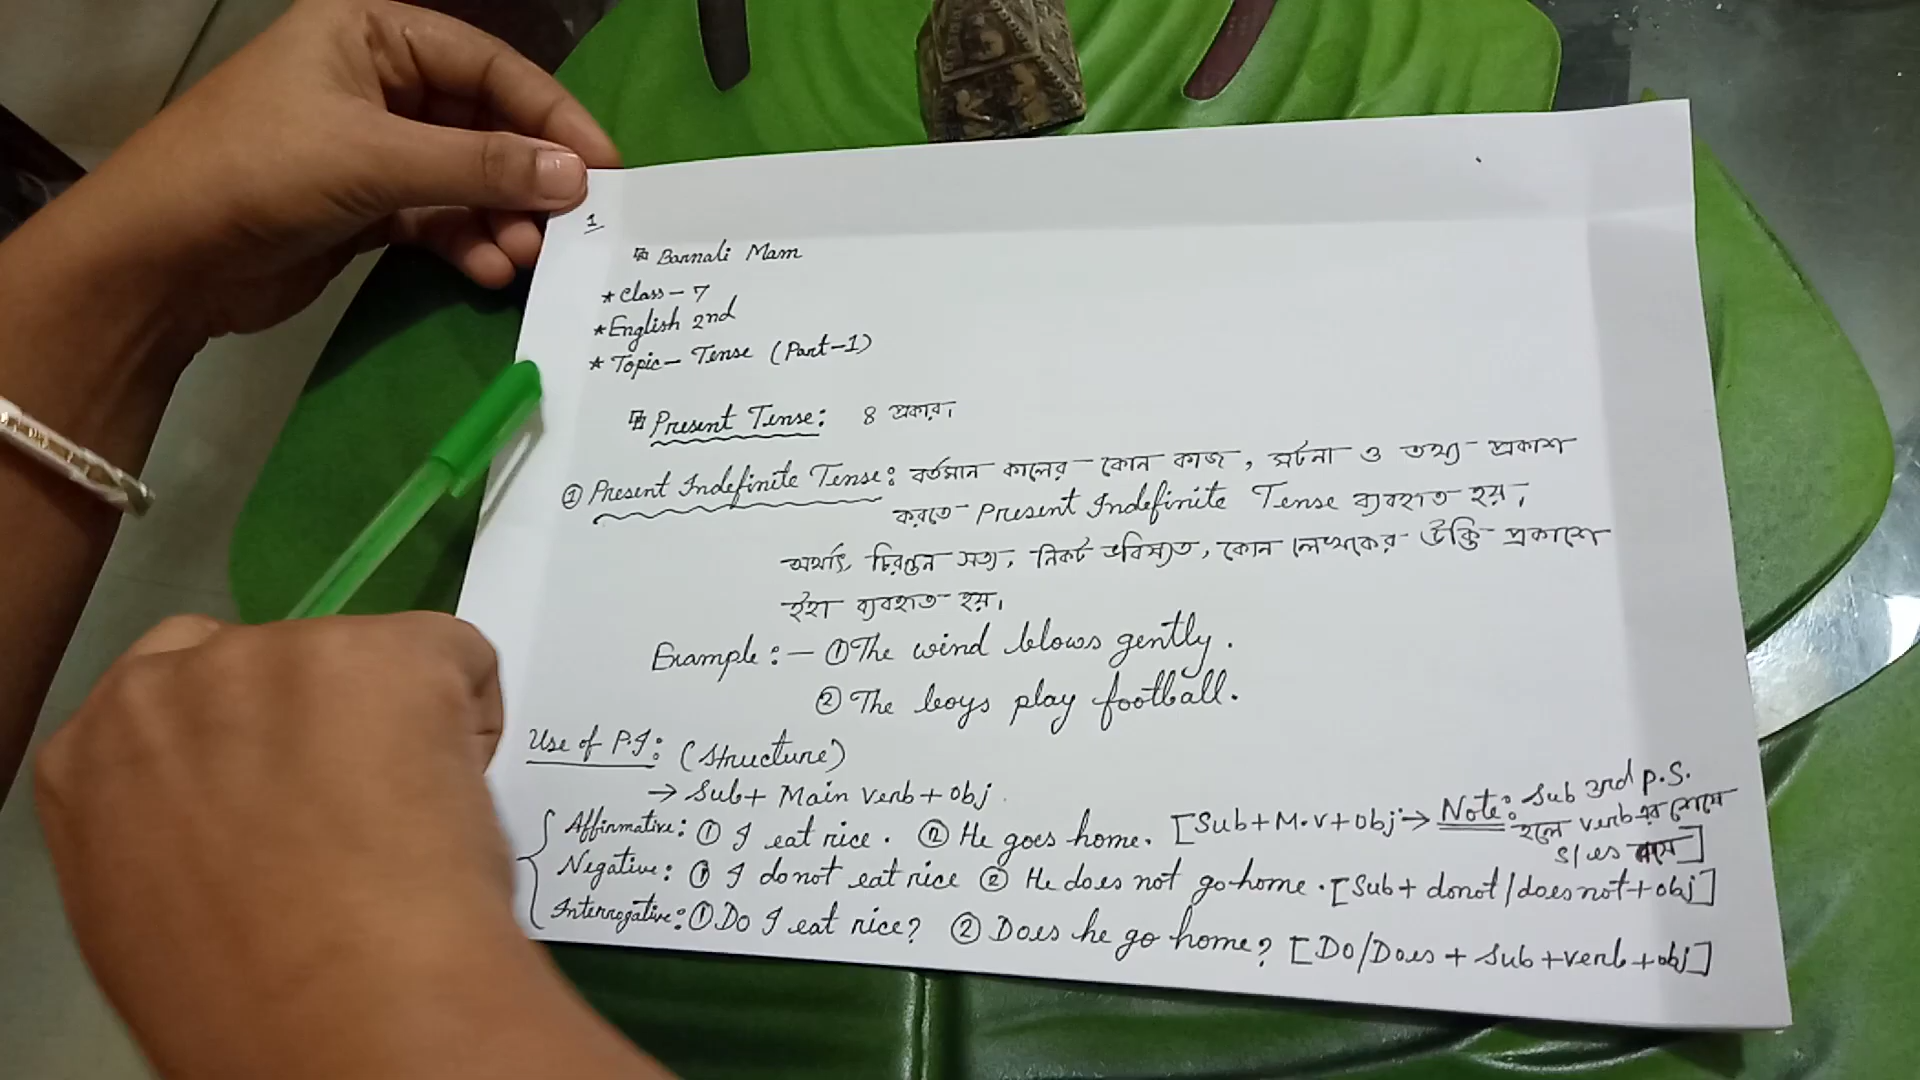 1
Barnali Mam
* Class - 7
* English 2nd
* Topic - Tense (Part-1)
Present Tense: ৪ প্রকার।
① Present Indefinite Tense: বর্তমান কালের কোন কাজ, ঘটনা ও তথ্য প্রকাশ
করতে Present Indefinite Tense ব্যবহৃত হয়।
অর্থাৎ, চিরন্তন সত্য, নিকট ভবিষ্যত, কোন লেখকের উক্তি প্রকাশে
ইহা ব্যবহৃত হয়।
Example: - ① The wind blows gently.
② The boys play football.
Use of P.I: (Structure)
→ Sub + Main verb + obj
Affirmative: ① I eat rice. ② He goes home. [Sub+M.v+obj → Note: Sub 3rd p.s.
হলে verb এর শেষে
s/es বসে]
Negative: ① I do not eat rice ② He does not go home. [Sub + donot/does not + obj]
Interrogative: ① Do I eat rice? ② Does he go home? [Do/Does + Sub + verb + obj]